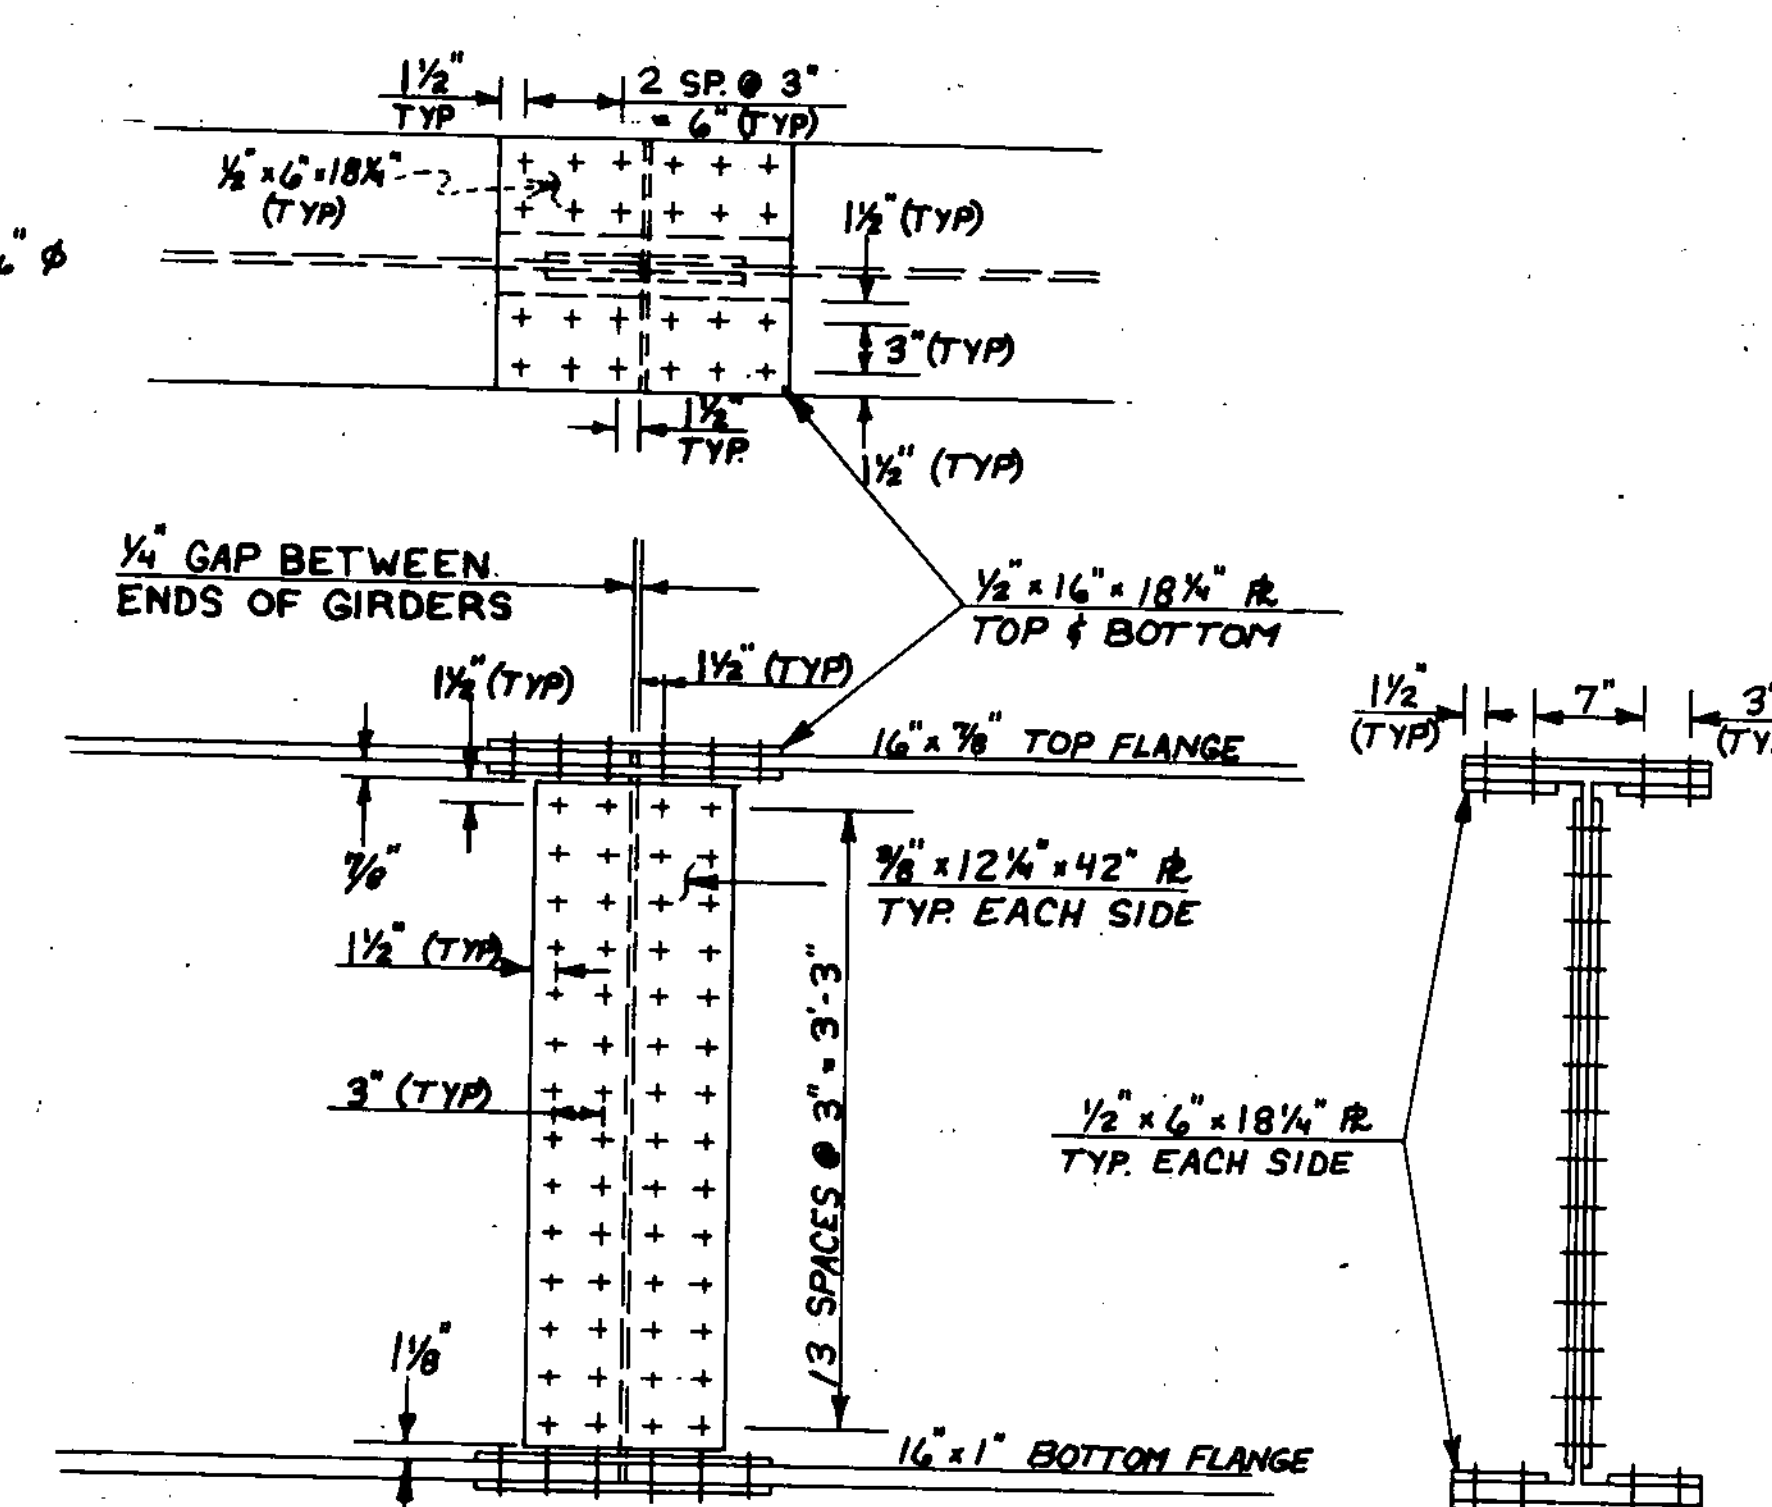 1½" TYP
2 SP. @ 3"
= 6" (TYP)
½" x 6" x 18¼"
(TYP)
" ϕ
1½" (TYP)
3" (TYP)
1½" TYP.
1½" (TYP)
¼" GAP BETWEEN
ENDS OF GIRDERS
½" x 16" x 18¼" PL
TOP & BOTTOM
1½" (TYP)
1½" (TYP)
1½" (TYP)
7"
3"
16" x ⅞" TOP FLANGE
⅞"
⅜" x 12¼" x 42" PL
TYP. EACH SIDE
1½" (TYP)
13 SPACES @ 3" = 3'-3"
3" (TYP)
½" x 6" x 18¼" PL
TYP. EACH SIDE
1⅛"
16" x 1" BOTTOM FLANGE